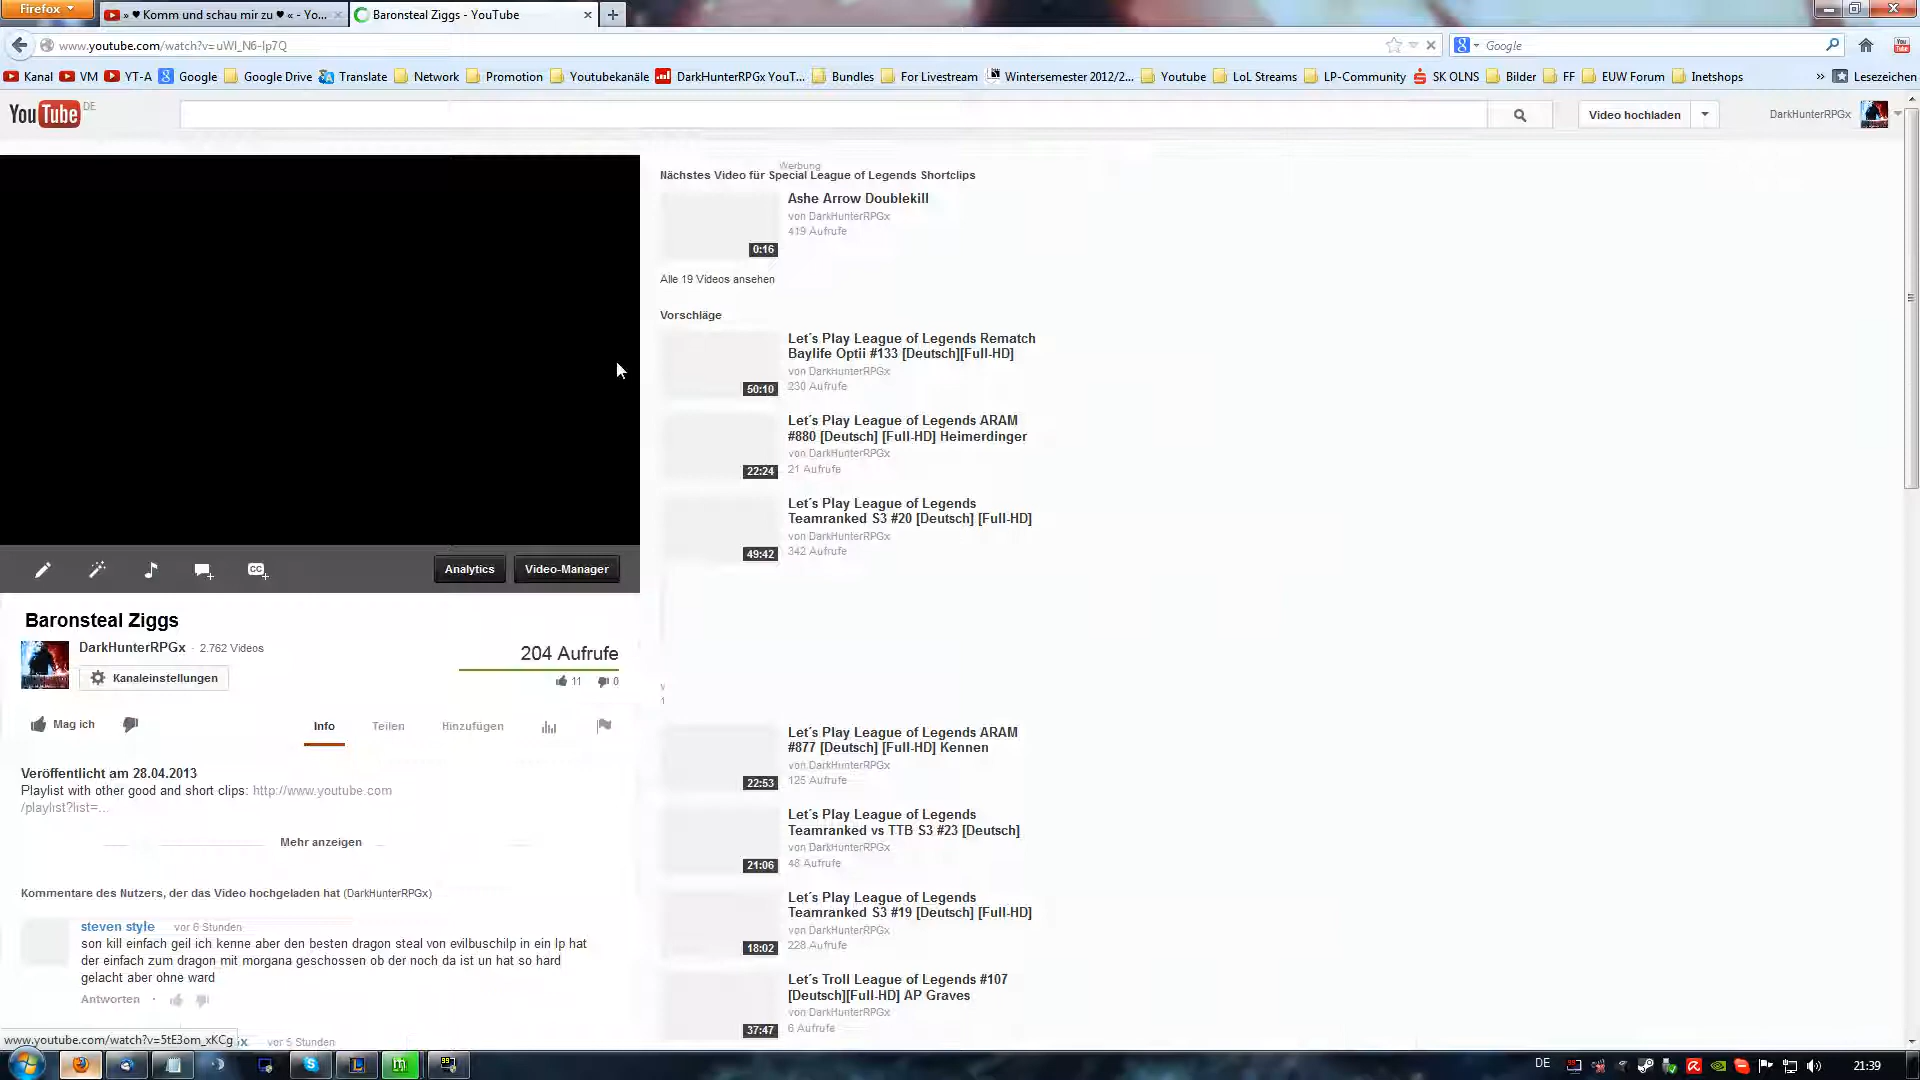 Firefox
» ♥ Komm und schau mir zu ♥ « - Yo...
Baronsteal Ziggs - YouTube
www.youtube.com/watch?v=uWI_N6-lp7Q
Google
Kanal
VM
YT-A
Google
Google Drive
Translate
Network
Promotion
Youtubekanäle
DarkHunterRPGx YouT...
Bundles
For Livestream
Wintersemester 2012/2...
Youtube
LoL Streams
LP-Community
SK OLNS
Bilder
FF
EUW Forum
Inetshops
»
Lesezeichen
YouTube DE
Video hochladen
DarkHunterRPGx
Werbung
Nächstes Video für Special League of Legends Shortclips
Ashe Arrow Doublekill
von DarkHunterRPGx
419 Aufrufe
0:16
Alle 19 Videos ansehen
Vorschläge
Let´s Play League of Legends Rematch
Baylife Optii #133 [Deutsch][Full-HD]
von DarkHunterRPGx
230 Aufrufe
50:10
Let´s Play League of Legends ARAM
#880 [Deutsch] [Full-HD] Heimerdinger
von DarkHunterRPGx
21 Aufrufe
22:24
Let´s Play League of Legends
Teamranked S3 #20 [Deutsch] [Full-HD]
von DarkHunterRPGx
342 Aufrufe
49:42
Let´s Play League of Legends ARAM
#877 [Deutsch] [Full-HD] Kennen
von DarkHunterRPGx
125 Aufrufe
22:53
Let´s Play League of Legends
Teamranked vs TTB S3 #23 [Deutsch]
von DarkHunterRPGx
48 Aufrufe
21:06
Let´s Play League of Legends
Teamranked S3 #19 [Deutsch] [Full-HD]
von DarkHunterRPGx
228 Aufrufe
18:02
Let´s Troll League of Legends #107
[Deutsch][Full-HD] AP Graves
von DarkHunterRPGx
6 Aufrufe
37:47
CC
Analytics
Video-Manager
Baronsteal Ziggs
DarkHunterRPGx · 2.762 Videos
Kanaleinstellungen
204 Aufrufe
11 0
Mag ich
Info
Teilen
Hinzufügen
Veröffentlicht am 28.04.2013
Playlist with other good and short clips: http://www.youtube.com
/playlist?list=...
Mehr anzeigen
Kommentare des Nutzers, der das Video hochgeladen hat (DarkHunterRPGx)
steven style vor 6 Stunden
son kill einfach geil ich kenne aber den besten dragon steal von evilbuschilp in ein lp hat
der einfach zum dragon mit morgana geschossen ob der noch da ist un hat so hard
gelacht aber ohne ward
Antworten ·
www.youtube.com/watch?v=5tE3om_xKCg
vor 5 Stunden
DE
21:39